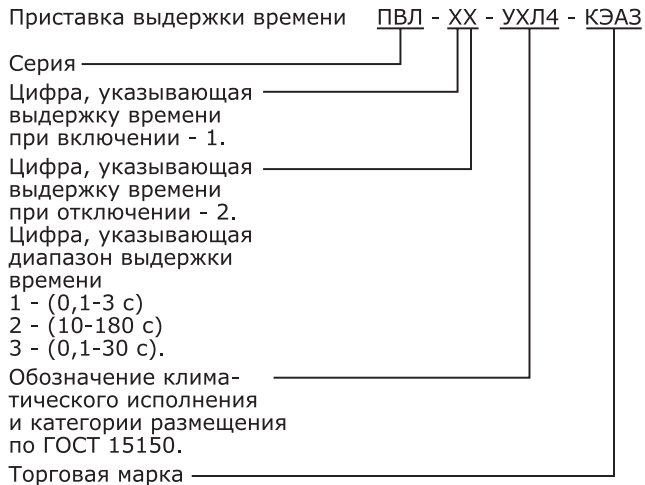 Приставка выдержки времени ПВЛ - ХХ - УХЛ4 - КЭАЗ
Серия
Цифра, указывающая
выдержку времени
при включении - 1.
Цифра, указывающая
выдержку времени
при отключении - 2.
Цифра, указывающая
диапазон выдержки
времени
1 - (0,1-3 с)
2 - (10-180 с)
3 - (0,1-30 с).
Обозначение клима-
тического исполнения
и категории размещения
по ГОСТ 15150.
Торговая марка